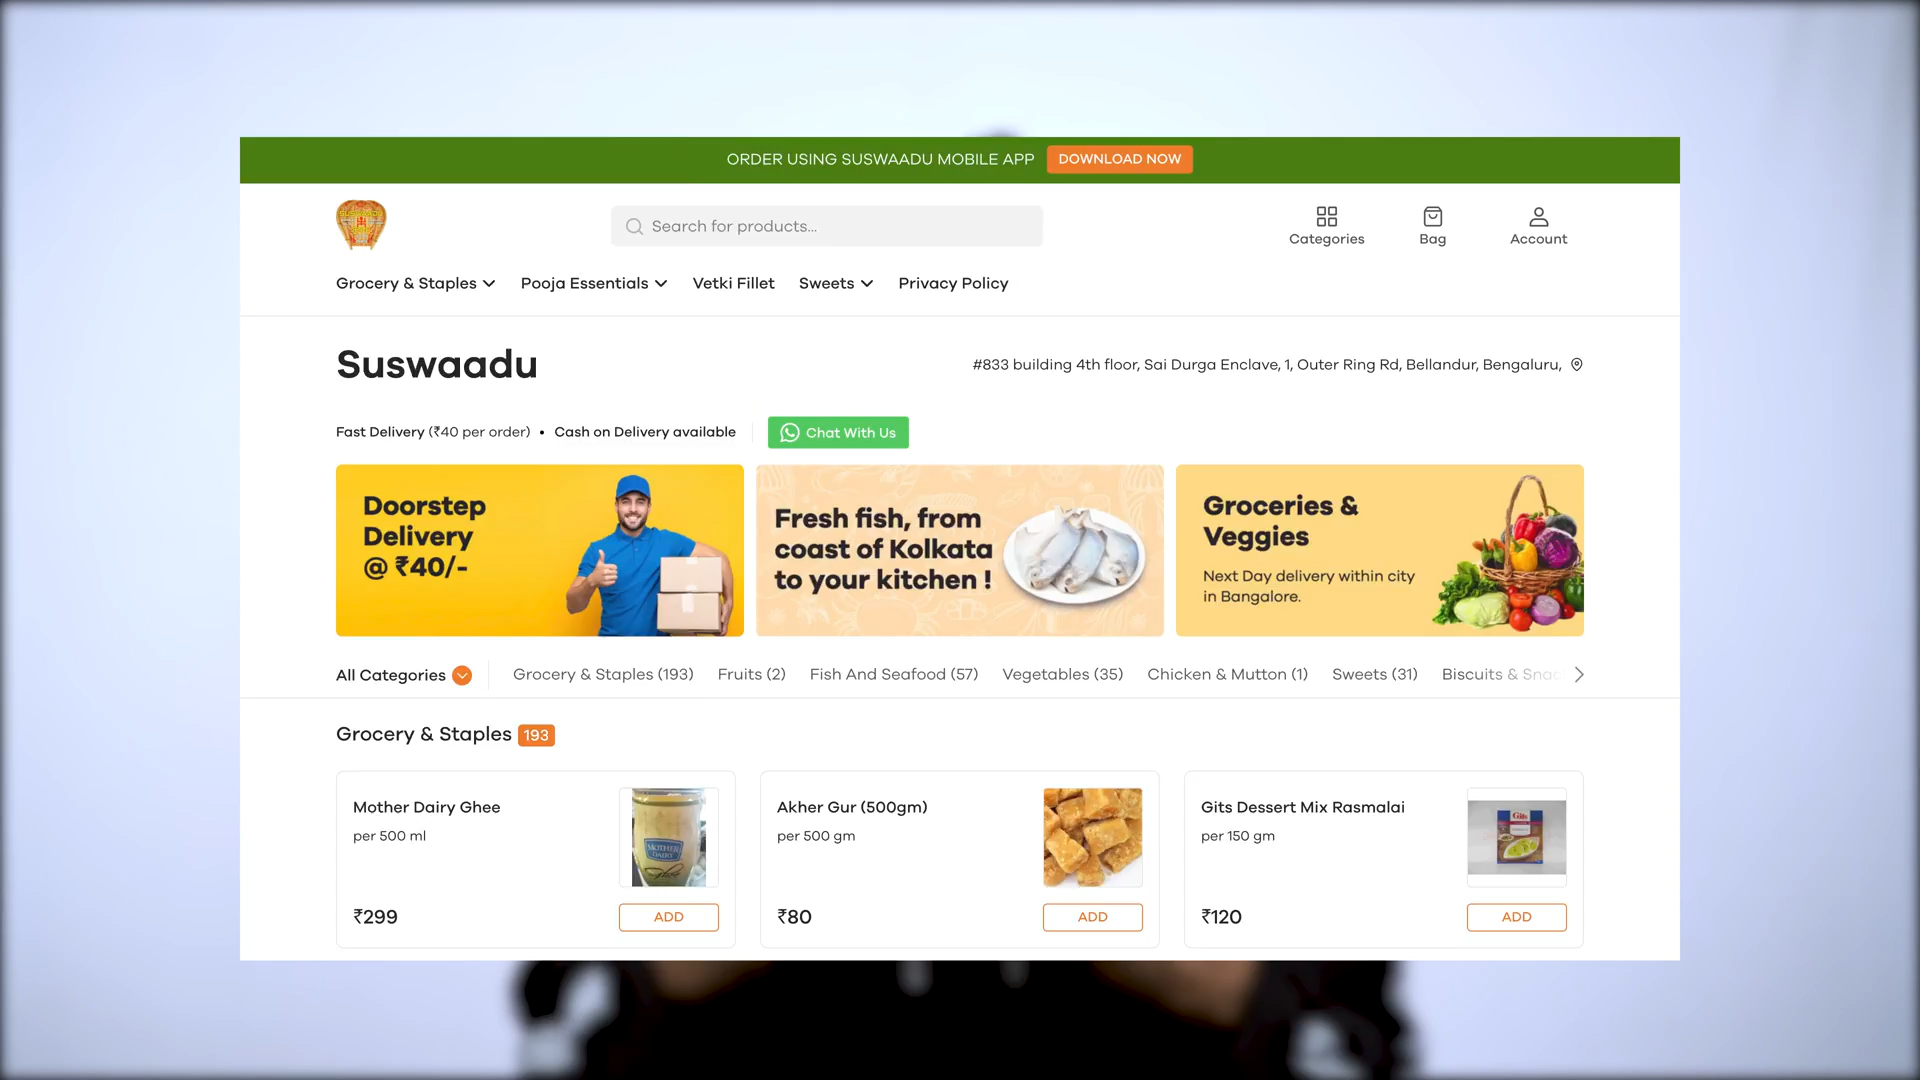 ORDER USING SUSWAADU MOBILE APP DOWNLOAD NOW
SUSWAADU
Search for products...
Categories
Bag
Account
Grocery & Staples
Pooja Essentials
Vetki Fillet
Sweets
Privacy Policy
Suswaadu
#833 building 4th floor, Sai Durga Enclave, 1, Outer Ring Rd, Bellandur, Bengaluru,
Fast Delivery (₹40 per order) • Cash on Delivery available
Chat With Us
Doorstep
Delivery
@ ₹40/-
Fresh fish, from
coast of Kolkata
to your kitchen !
Groceries &
Veggies
Next Day delivery within city
in Bangalore.
All Categories
Grocery & Staples (193)
Fruits (2)
Fish And Seafood (57)
Vegetables (35)
Chicken & Mutton (1)
Sweets (31)
Biscuits &
Grocery & Staples 193
Mother Dairy Ghee
per 500 ml
MOTHER
DAIRY
₹299
ADD
Akher Gur (500gm)
per 500 gm
₹80
ADD
Gits Dessert Mix Rasmalai
per 150 gm
Gits
₹120
ADD